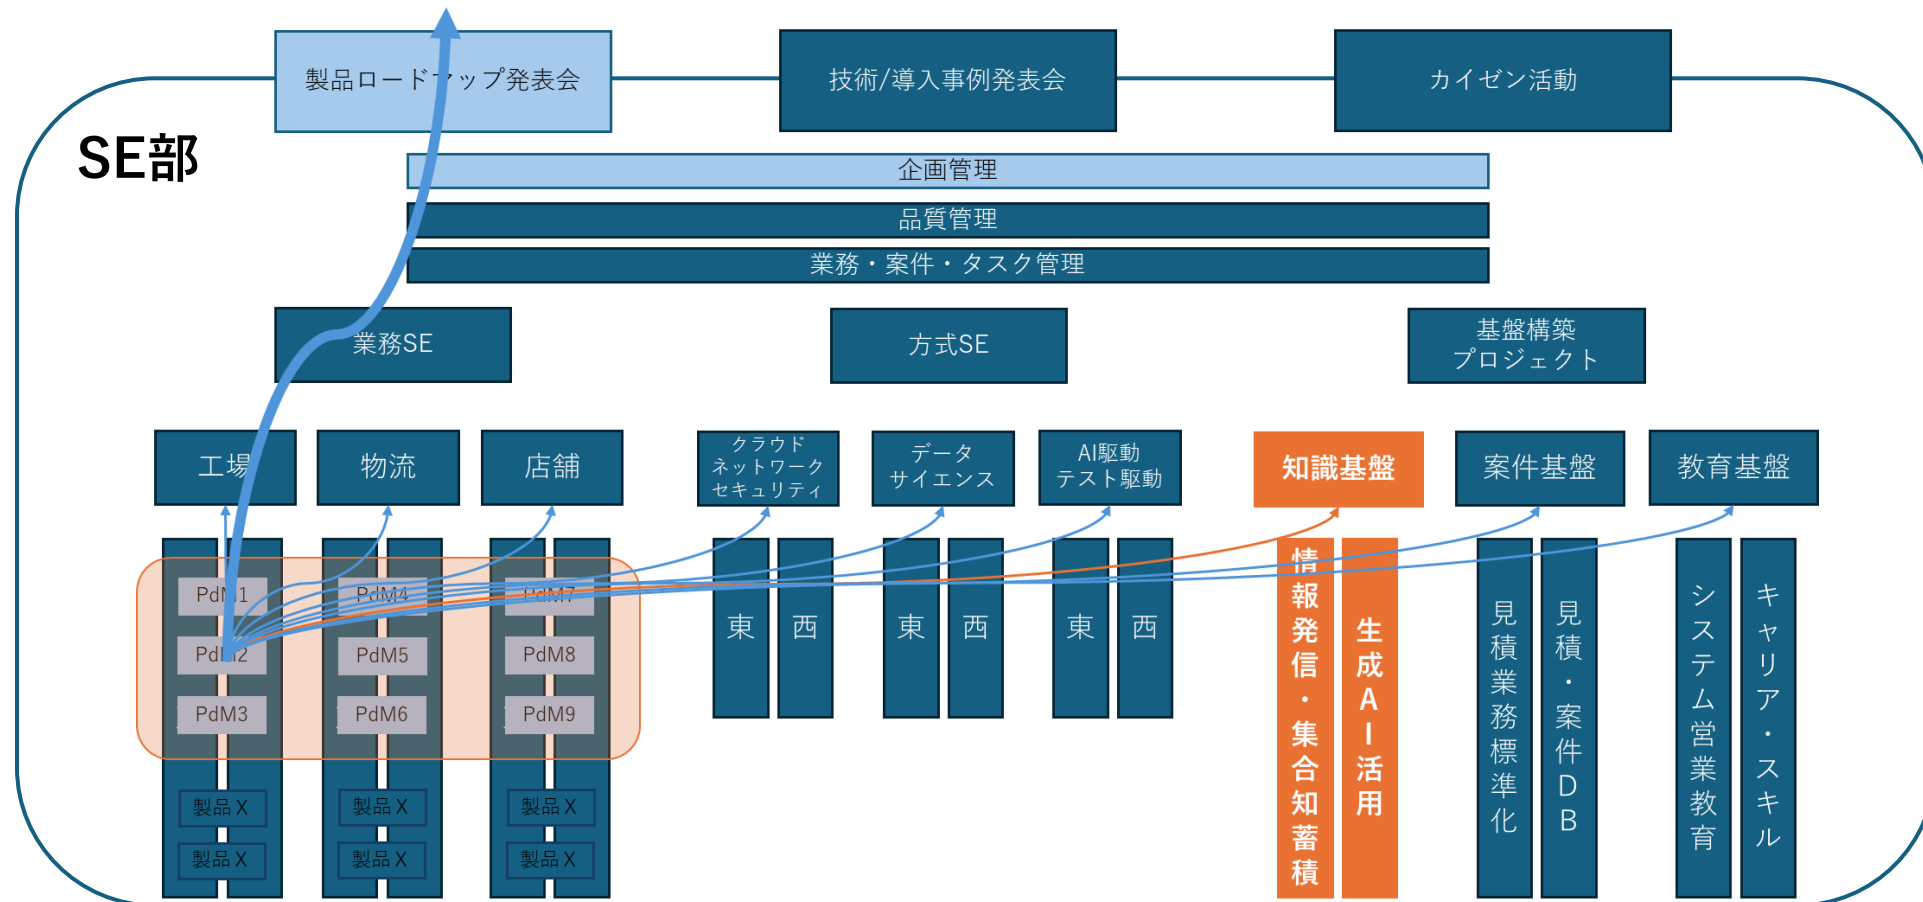 製品ロードマップ発表会
技術/導入事例発表会
カイゼン活動
SE部
企画管理
品質管理
業務・案件・タスク管理
業務SE
方式SE
基盤構築
プロジェクト
工場
物流
店舗
クラウド
ネットワーク
セキュリティ
データ
サイエンス
AI駆動
テスト駆動
知識基盤
案件基盤
教育基盤
PdM1
PdM4
PdM7
PdM2
PdM5
PdM8
PdM3
PdM6
PdM9
製品X
製品X
製品X
製品X
製品X
製品X
東
西
東
西
東
西
情報発信・集合知蓄積
生成AI活用
見積業務標準化
見積・案件DB
システム営業教育
キャリア・スキル